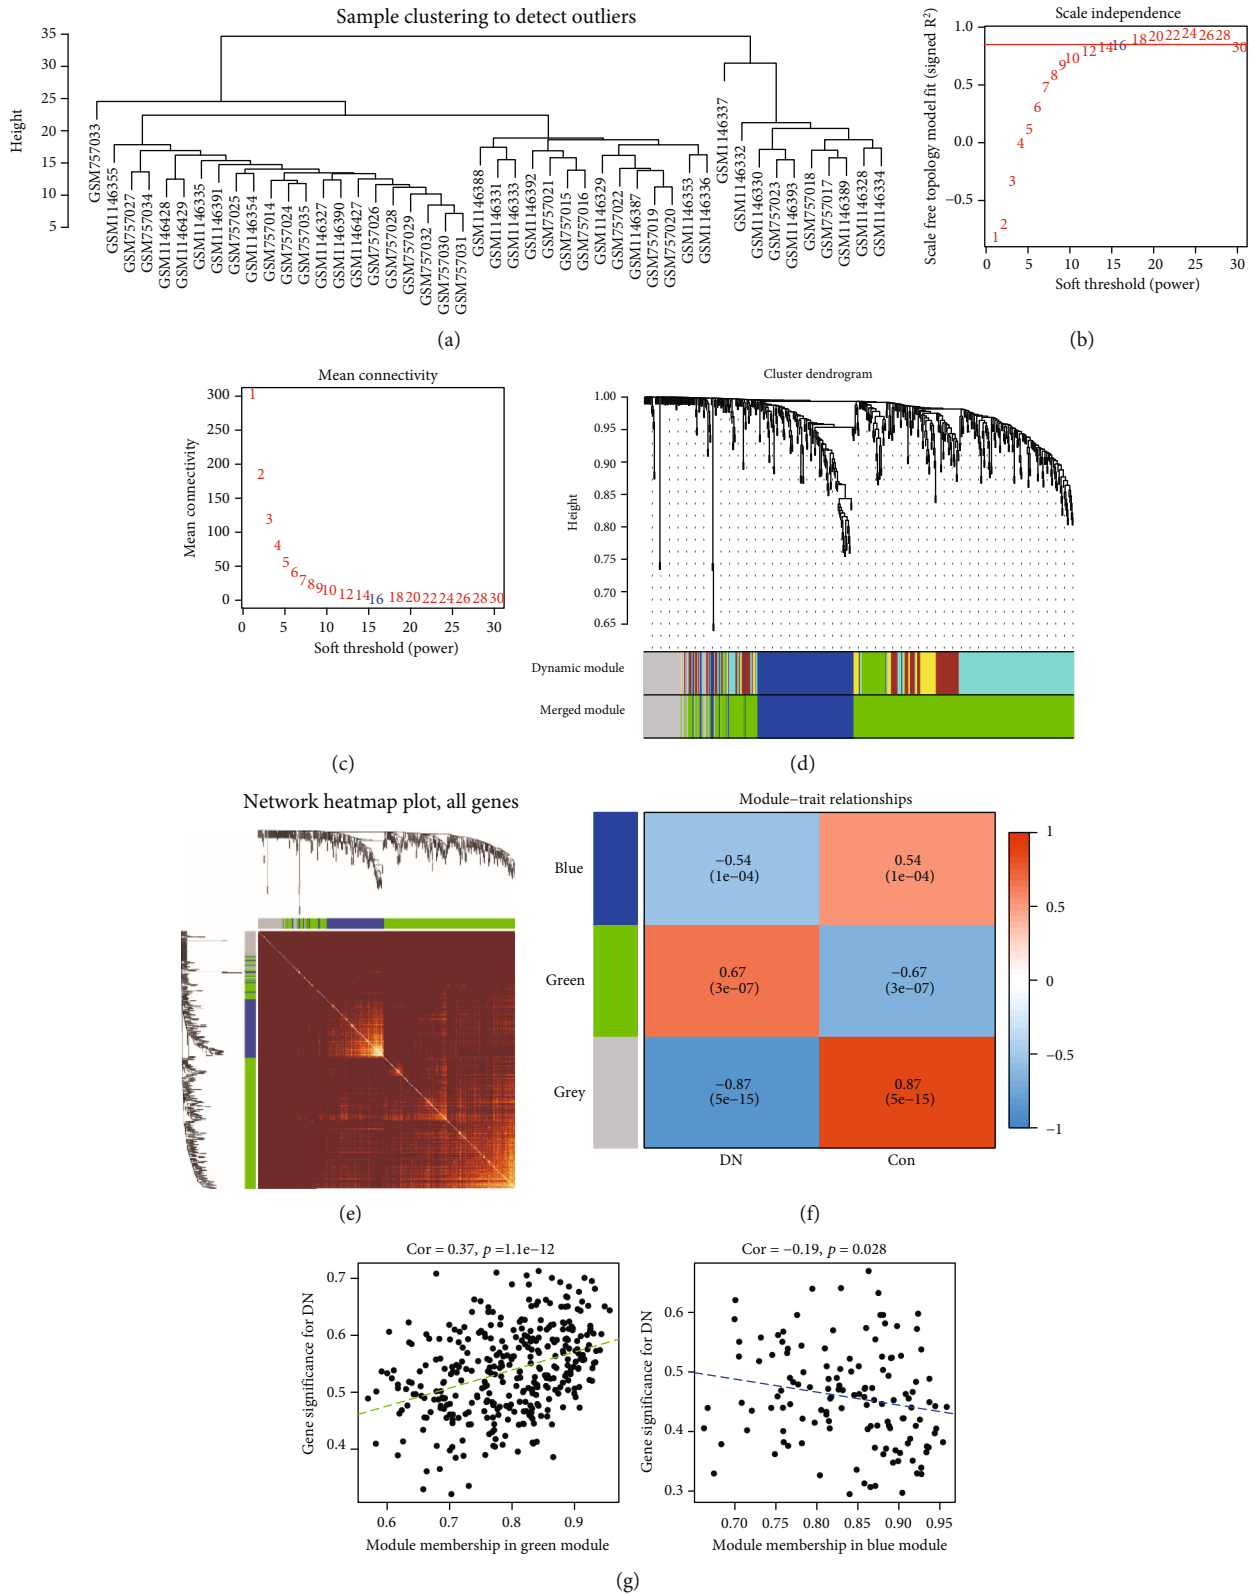 Sample clustering to detect outliers
Height
35
30
25
20
15
10
5
GSM757033
GSM1146355
GSM757027
GSM757034
GSM1146428
GSM1146429
GSM1146335
GSM1146391
GSM757025
GSM1146354
GSM757014
GSM757024
GSM757035
GSM1146327
GSM1146390
GSM1146427
GSM757026
GSM757028
GSM757029
GSM757032
GSM757030
GSM757031
GSM1146388
GSM1146331
GSM1146333
GSM1146392
GSM757021
GSM757015
GSM757016
GSM1146329
GSM757022
GSM1146387
GSM757019
GSM757020
GSM1146353
GSM1146336
GSM1146337
GSM1146332
GSM1146330
GSM757023
GSM1146393
GSM757018
GSM757017
GSM1146389
GSM1146328
GSM1146334
(a)
Scale independence
Scale free topology model fit (signed R²)
1.0
0.5
0.0
−0.5
1 2 3 4 5 6 7 8 9 10 12 14 16 18 20 22 24 26 28 30
0 5 10 15 20 25 30
Soft threshold (power)
(b)
Mean connectivity
Mean connectivity
300
250
200
150
100
50
0
1 2 3 4 5 6 7 8 9 10 12 14 16 18 20 22 24 26 28 30
0 5 10 15 20 25 30
Soft threshold (power)
(c)
Cluster dendrogram
Height
1.00
0.95
0.90
0.85
0.80
0.75
0.70
0.65
Dynamic module
Merged module
(d)
Network heatmap plot, all genes
(e)
Module−trait relationships
Blue
−0.54
(1e−04)
0.54
(1e−04)
Green
0.67
(3e−07)
−0.67
(3e−07)
Grey
−0.87
(5e−15)
0.87
(5e−15)
DN Con
1
0.5
0
−0.5
−1
(f)
Cor = 0.37, p =1.1e−12
Gene significance for DN
0.7
0.6
0.5
0.4
0.6 0.7 0.8 0.9
Module membership in green module
Cor = −0.19, p = 0.028
Gene significance for DN
0.6
0.5
0.4
0.3
0.70 0.75 0.80 0.85 0.90 0.95
Module membership in blue module
(g)